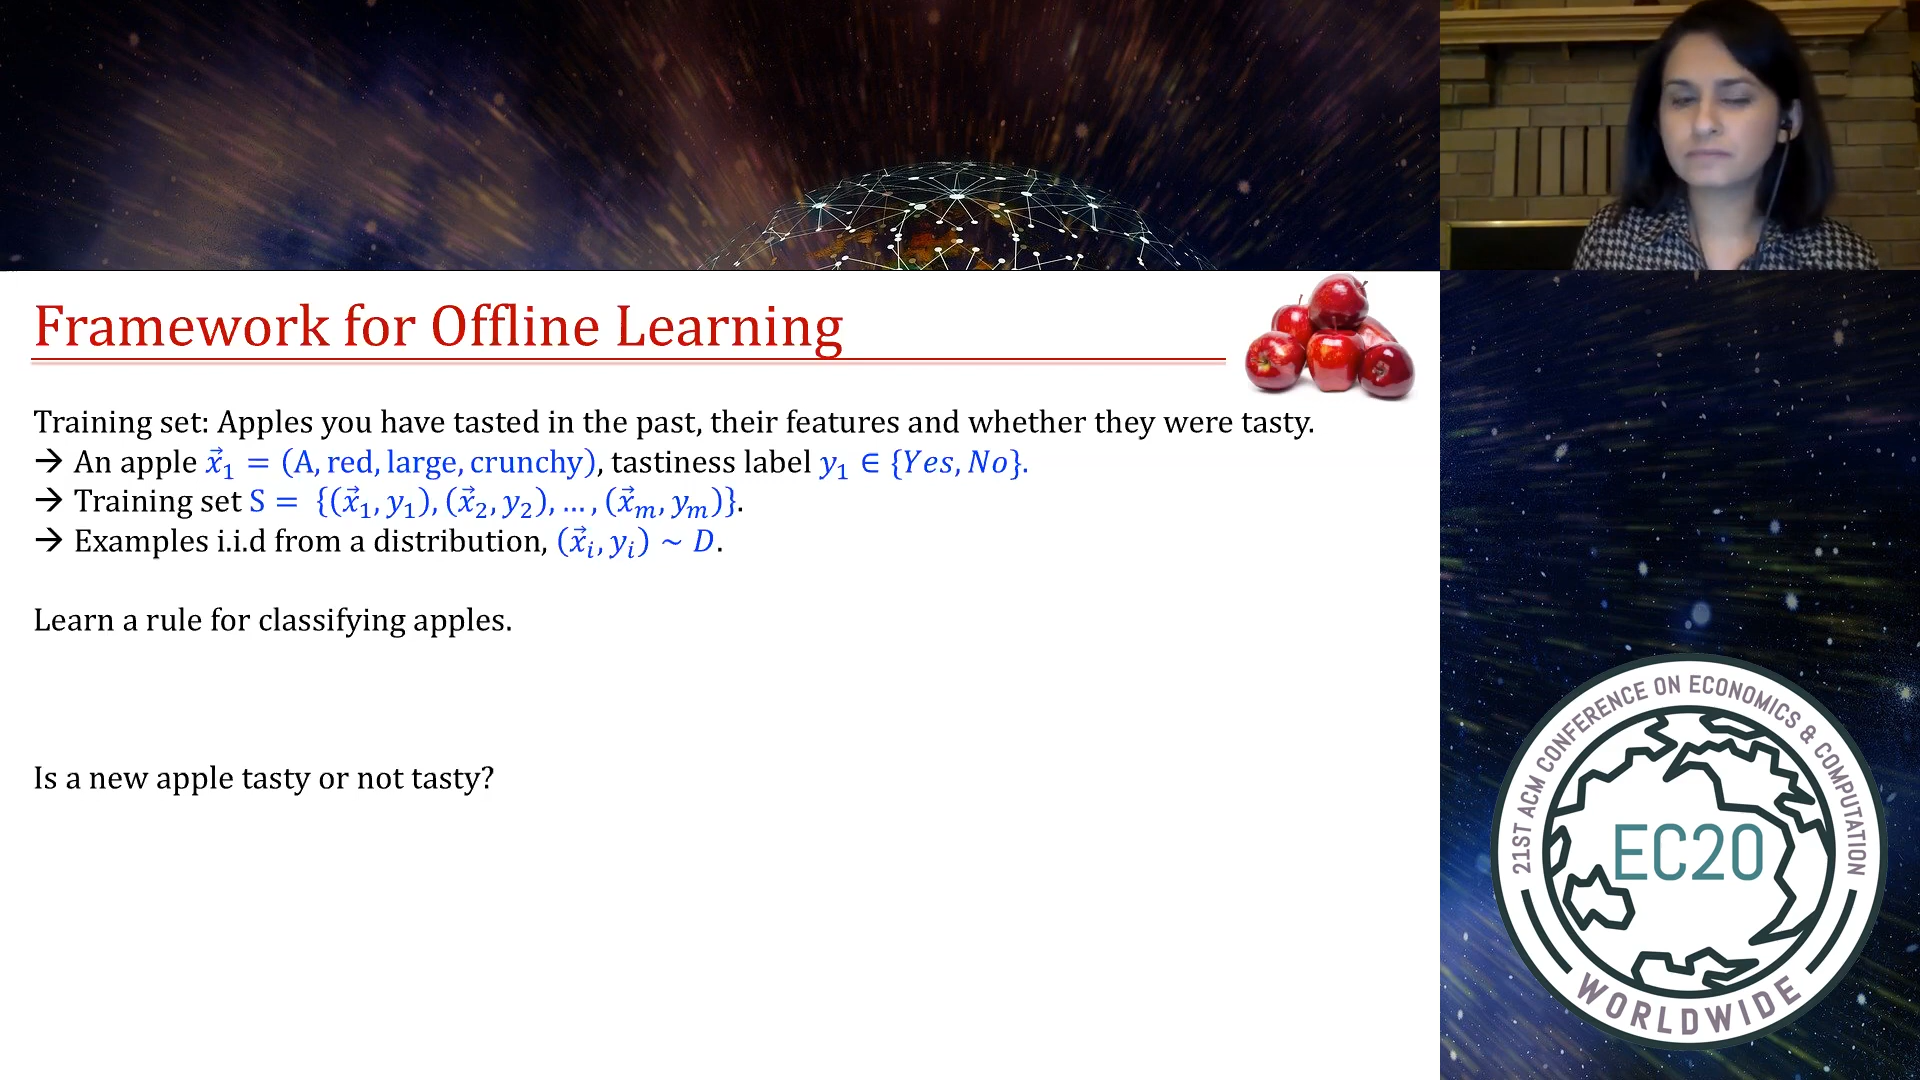 Framework for Offline Learning
Training set: Apples you have tasted in the past, their features and whether they were tasty.
→ An apple x⃗₁ = (A, red, large, crunchy), tastiness label y₁ ∈ {Yes, No}.
→ Training set S = {(x⃗₁, y₁), (x⃗₂, y₂), … , (x⃗ₘ, yₘ)}.
→ Examples i.i.d from a distribution, (x⃗ᵢ, yᵢ) ~ D.
Learn a rule for classifying apples.
Is a new apple tasty or not tasty?
21ST ACM CONFERENCE ON ECONOMICS & COMPUTATION
EC20
WORLDWIDE